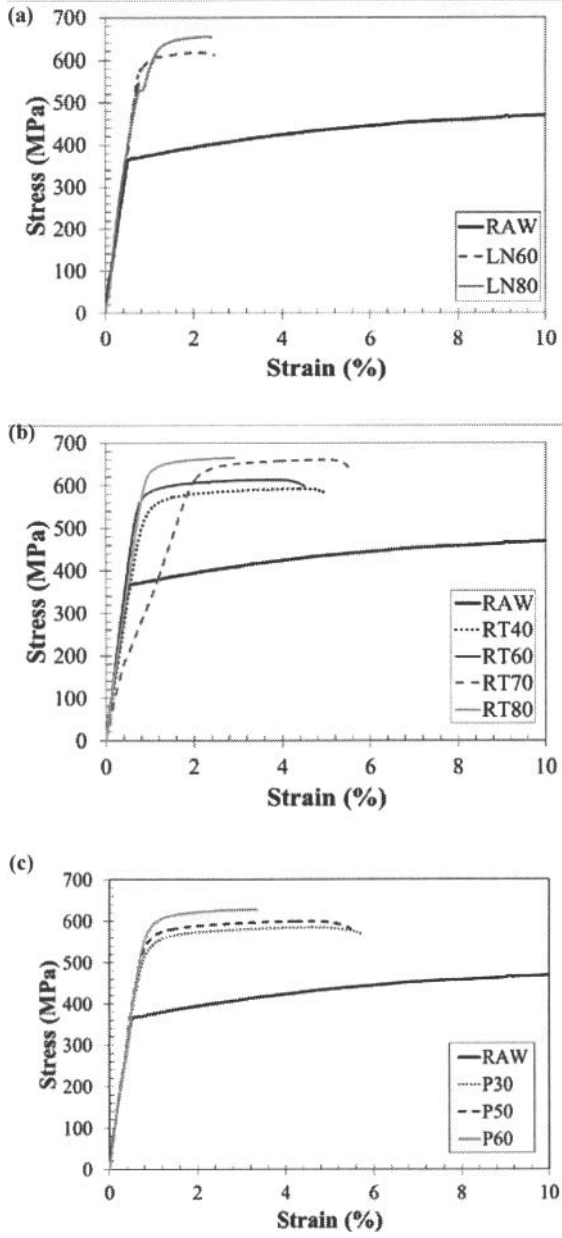 (a)
700
600
500
400
300
200
100
0
Stress (MPa)
RAW
LN60
LN80
0 2 4 6 8 10
Strain (%)
(b)
700
600
500
400
300
200
100
0
Stress (MPa)
RAW
RT40
RT60
RT70
RT80
0 2 4 6 8 10
Strain (%)
(c)
700
600
500
400
300
200
100
0
Stress (MPa)
RAW
P30
P50
P60
0 2 4 6 8 10
Strain (%)